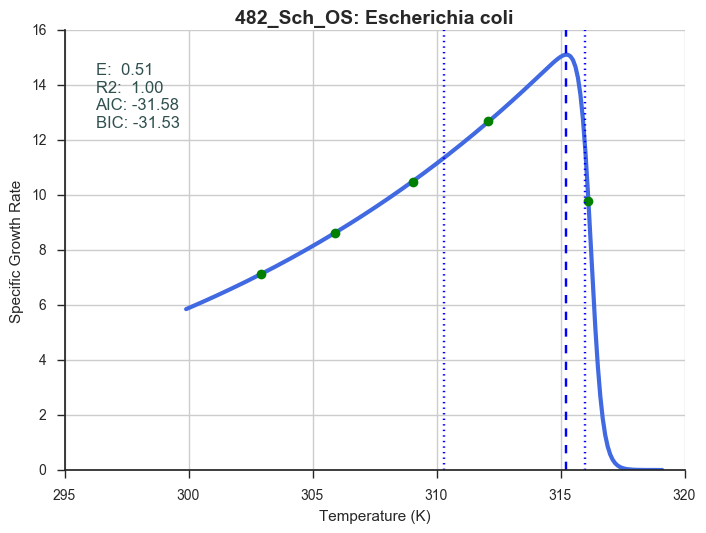 482_Sch_OS: Escherichia coli
E:  0.51
R2:  1.00
AIC: -31.58
BIC: -31.53
Specific Growth Rate
16
14
12
10
8
6
4
2
0
295 300 305 310 315 320
Temperature (K)